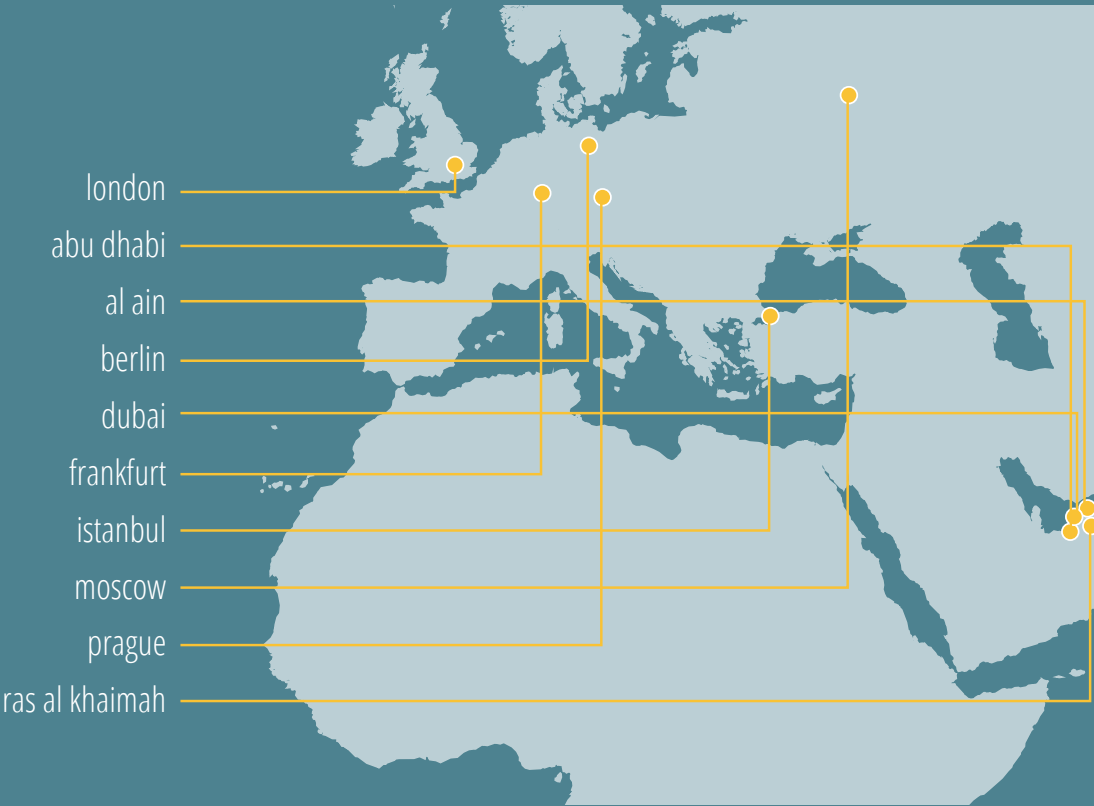 london
abu dhabi
al ain
berlin
dubai
frankfurt
istanbul
moscow
prague
ras al khaimah